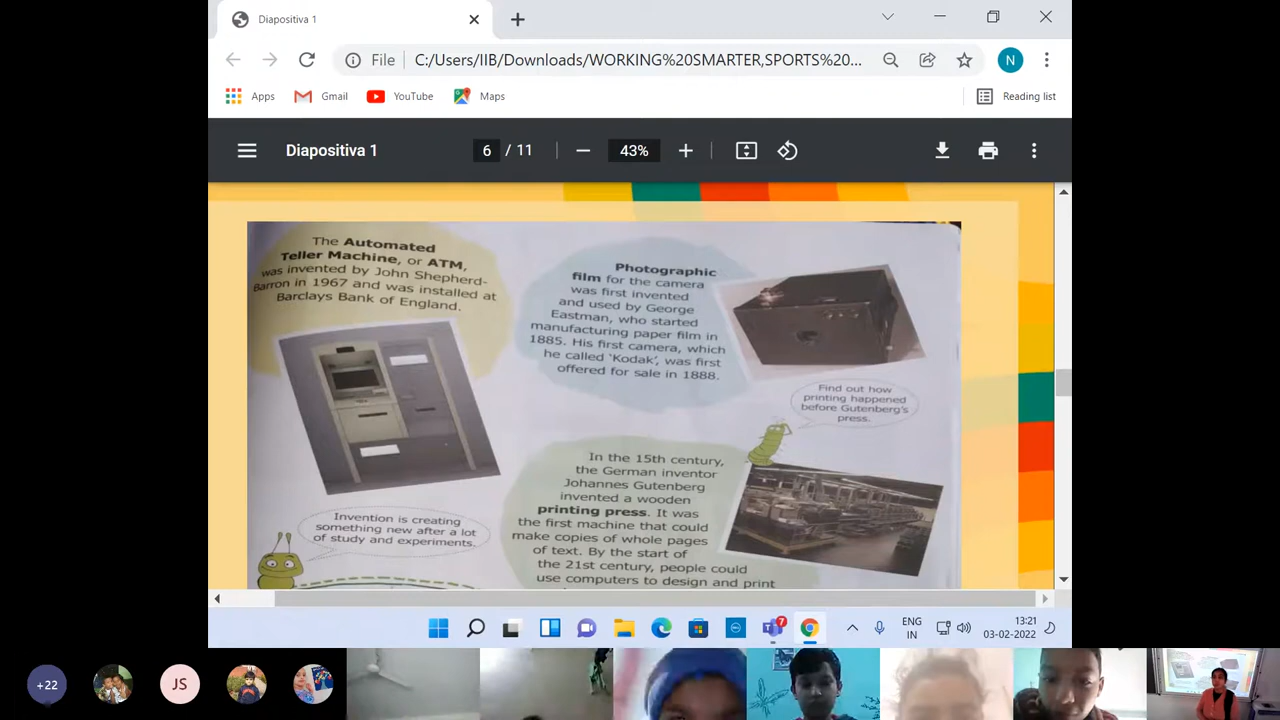 Diapositiva 1
File
C:/Users/IIB/Downloads/WORKING%20SMARTER,SPORTS%20...
N
Apps
Gmail
YouTube
Maps
Reading list
Diapositiva 1
6 / 11
43%
The Automated
Teller Machine, or ATM,
was invented by John Shepherd-
Barron in 1967 and was installed at
Barclays Bank of England.
Photographic
film for the camera
was first invented
and used by George
Eastman, who started
manufacturing paper film in
1885. His first camera, which
he called ‘Kodak’, was first
offered for sale in 1888.
Find out how
printing happened
before Gutenberg's
press.
In the 15th century,
the German inventor
Johannes Gutenberg
invented a wooden
printing press. It was
the first machine that could
make copies of whole pages
of text. By the start of
the 21st century, people could
use computers to design and print
Invention is creating
something new after a lot
of study and experiments.
7
ENG
IN
13:21
03-02-2022
+22
JS